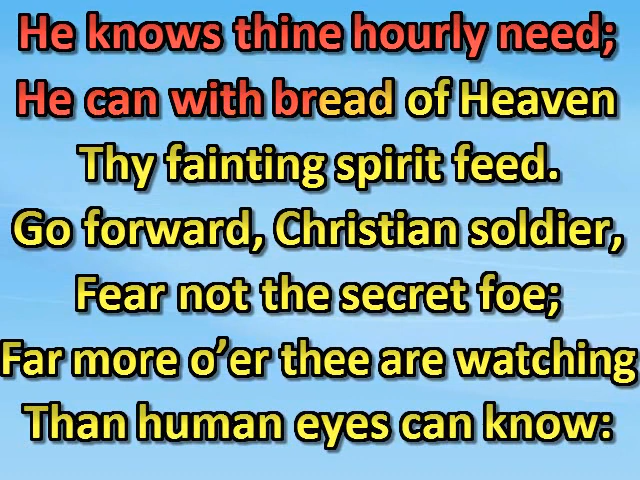 He knows thine hourly need;
He can with bread of Heaven
Thy fainting spirit feed.
Go forward, Christian soldier,
Fear not the secret foe;
Far more o’er thee are watching
Than human eyes can know: